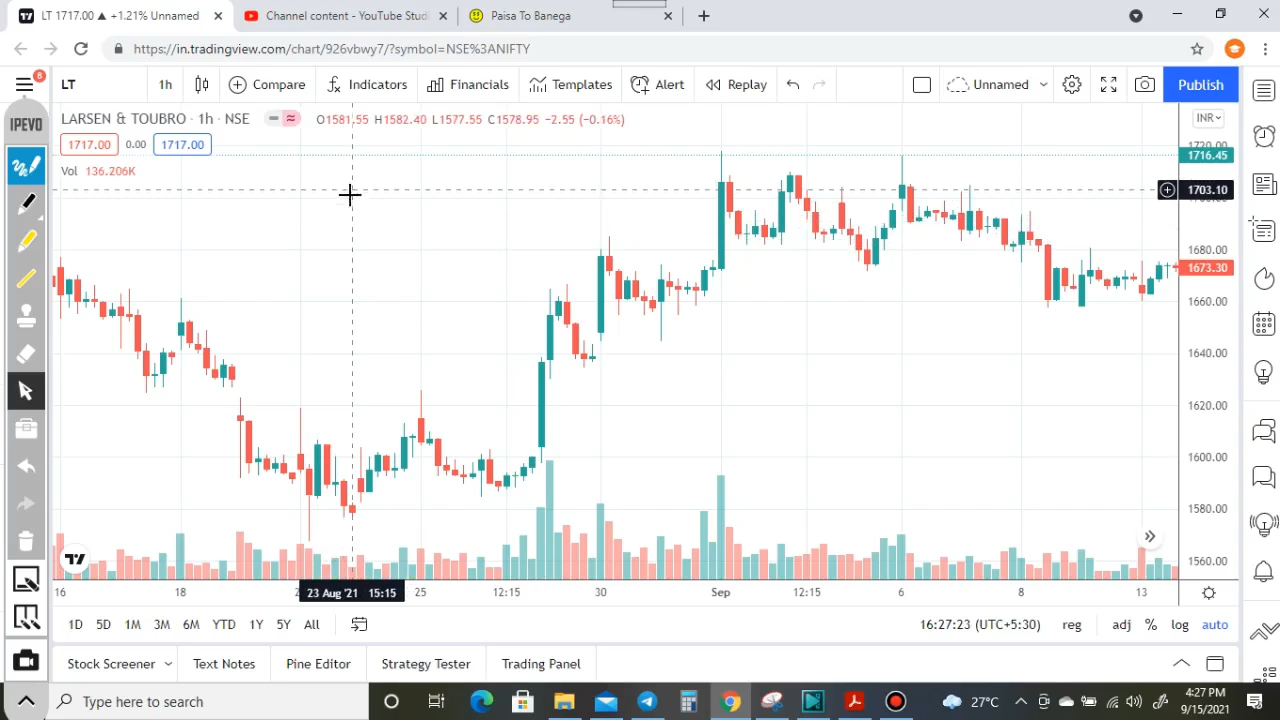 LT 1717.00 ▲ +1.21% Unnamed
Channel content - YouTube Studi
Paisa To Banega
https://in.tradingview.com/chart/926vbwy7/?symbol=NSE%3ANIFTY
8
LT
1h
Compare
Indicators
Financials
Templates
Alert
Replay
Unnamed
Publish
IPEVO
LARSEN & TOUBRO · 1h · NSE
O1581.55 H1582.40 L1577.55 C1578.95 −2.55 (−0.16%)
INR
1717.00
0.00
1717.00
Vol 136.206K
1720.00
1716.45
1703.10
1680.00
1673.30
1660.00
1640.00
1620.00
1600.00
1580.00
1560.00
16
18
23 Aug '21 15:15
25
12:15
30
Sep
12:15
6
8
13
1D 5D 1M 3M 6M YTD 1Y 5Y All
16:27:23 (UTC+5:30)
reg
adj
%
log
auto
Stock Screener
Text Notes
Pine Editor
Strategy Tester
Trading Panel
Type here to search
27°C
4:27 PM
9/15/2021